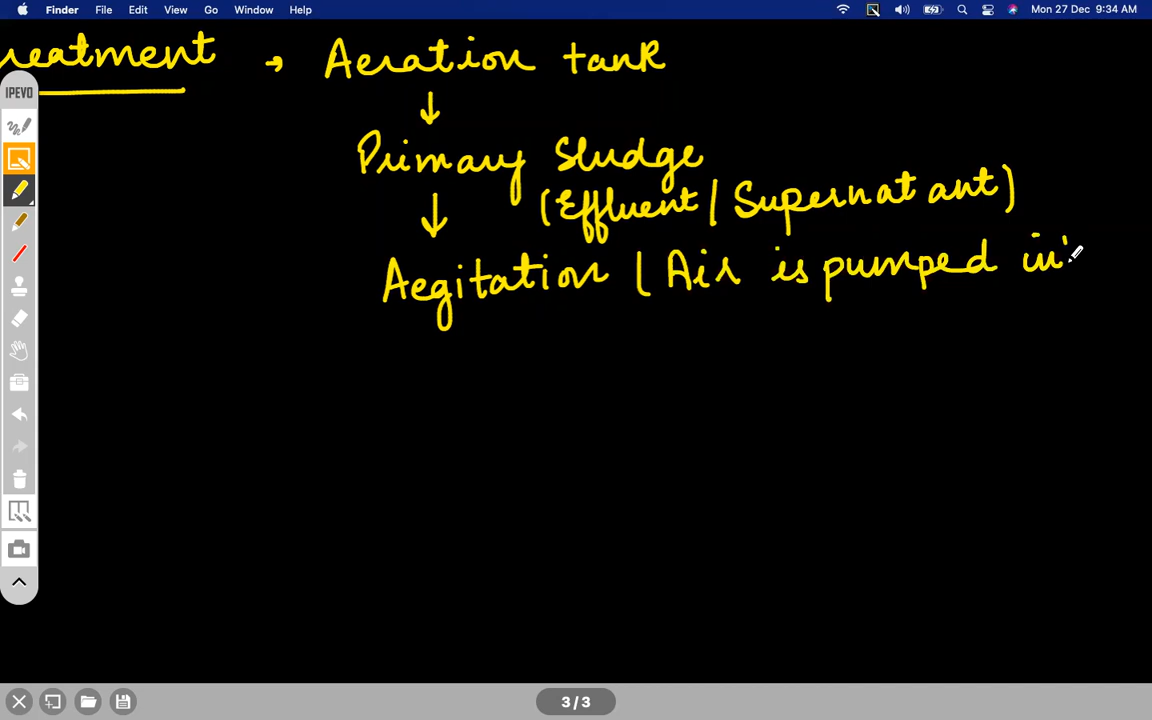 Finder File Edit View Go Window Help Mon 27 Dec 9:34 AM
reatment → Aeration tank
IPEVO
↓
Primary Sludge
(Effluent / Supernatant)
↓
Aegitation (Air is pumped in
3/3